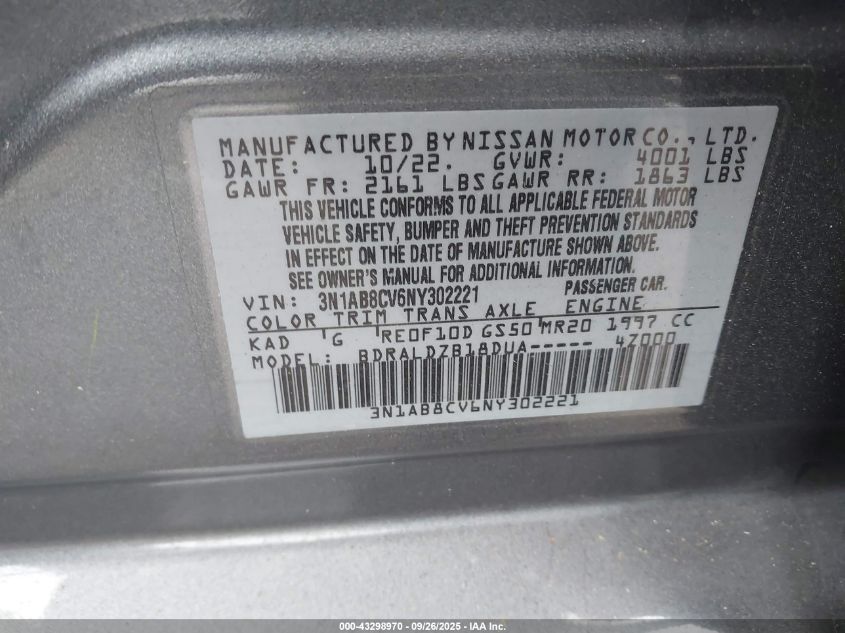 MANUFACTURED BY NISSAN MOTOR CO., LTD.
DATE: 10/22. GVWR: 4001 LBS
GAWR FR: 2161 LBS GAWR RR: 1863 LBS
THIS VEHICLE CONFORMS TO ALL APPLICABLE FEDERAL MOTOR
VEHICLE SAFETY, BUMPER AND THEFT PREVENTION STANDARDS
IN EFFECT ON THE DATE OF MANUFACTURE SHOWN ABOVE.
SEE OWNER'S MANUAL FOR ADDITIONAL INFORMATION.
PASSENGER CAR.
VIN: 3N1AB8CV6NY302221
COLOR TRIM TRANS AXLE ENGINE
KAD G RE0F10D GS50 MR20 1997 CC
MODEL: BDRALDZB18DUA----- 4Z000
3N1AB8CV6NY302221
000-43298970 | 09/26/2025 | IAA Inc.